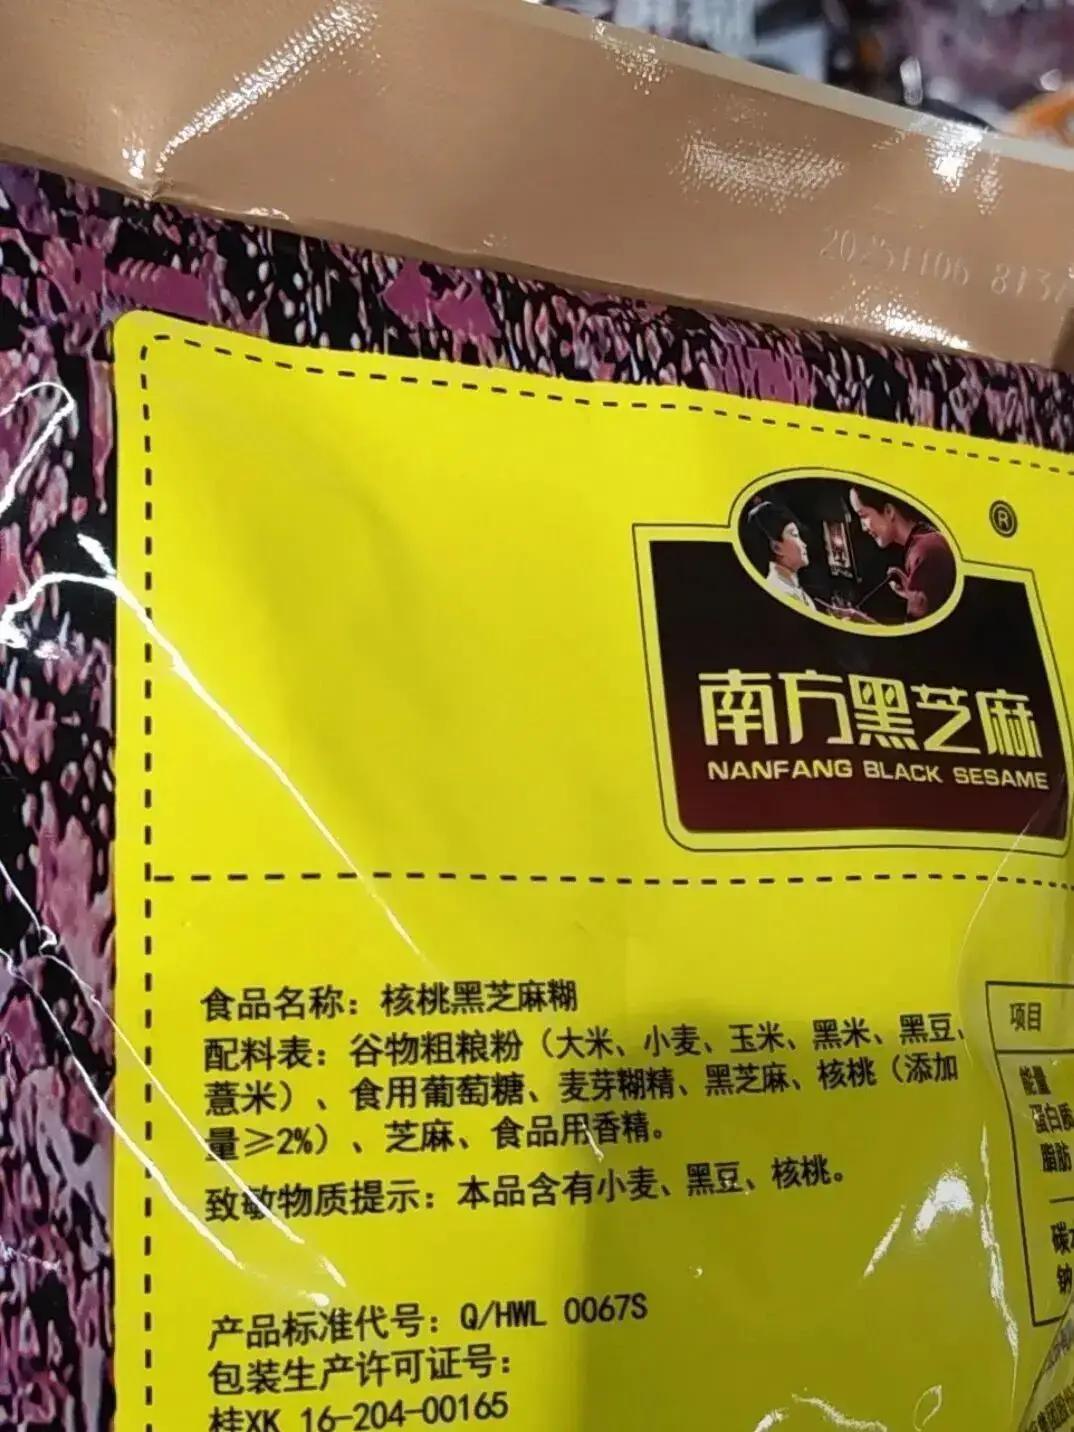 20251106 8137
®
南方黑芝麻
NANFANG BLACK SESAME
食品名称：核桃黑芝麻糊
配料表：谷物粗粮粉（大米、小麦、玉米、黑米、黑豆、
薏米）、食用葡萄糖、麦芽糊精、黑芝麻、核桃（添加
量≥2%）、芝麻、食品用香精。
致敏物质提示：本品含有小麦、黑豆、核桃。
产品标准代号：Q/HWL 0067S
包装生产许可证号：
桂XK 16-204-00165
项目
能量
蛋白质
脂肪
碳水
钠